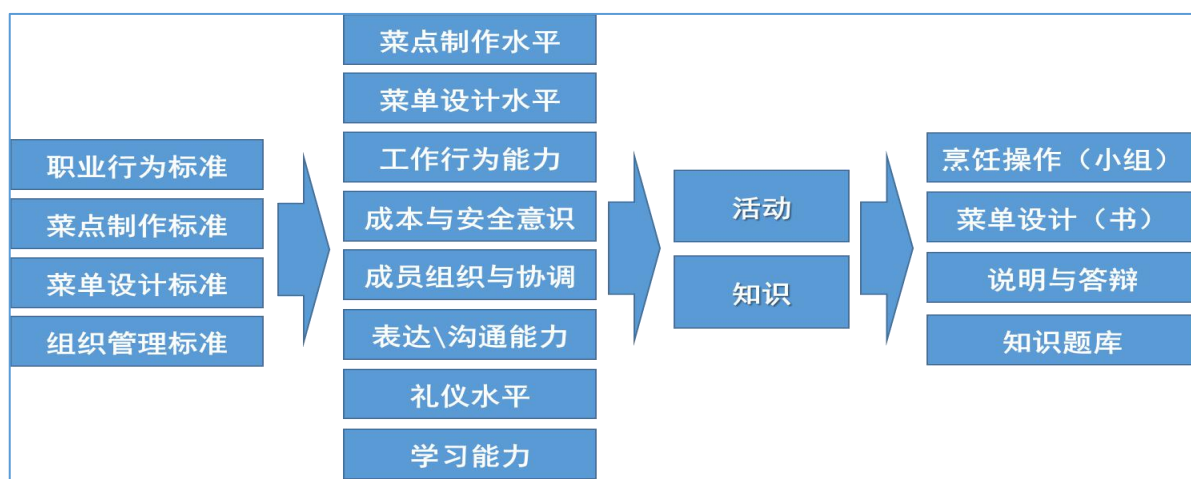 职业行为标准
菜点制作标准
菜单设计标准
组织管理标准
菜点制作水平
菜单设计水平
工作行为能力
成本与安全意识
成员组织与协调
表达\沟通能力
礼仪水平
学习能力
活动
知识
烹饪操作（小组）
菜单设计（书）
说明与答辩
知识题库